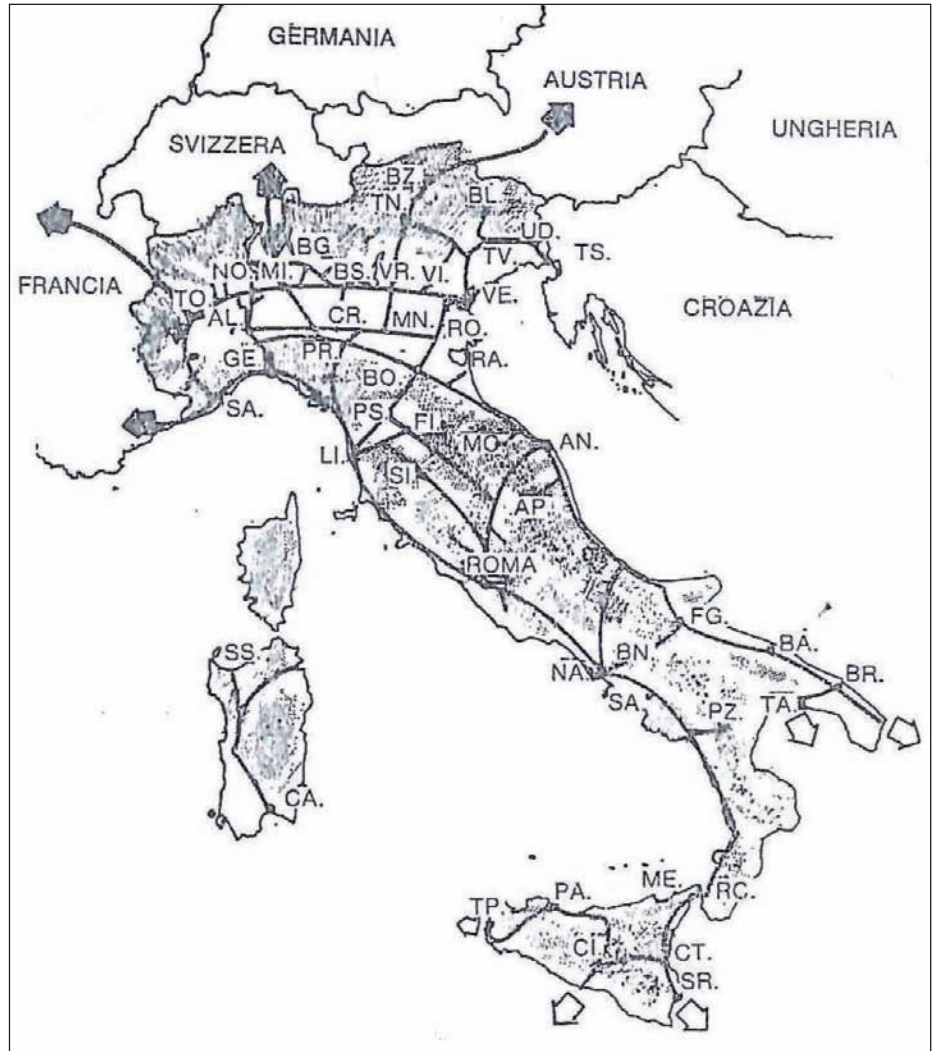 GERMANIA
AUSTRIA
UNGHERIA
SVIZZERA
BZ.
TN.
BL.
UD.
TS.
BG.
TV.
FRANCIA
NO.
MI.
BS.
VR.
VI.
VE.
CROAZIA
TO.
AL.
CR.
MN.
RO.
GE.
PR.
RA.
BO.
SA.
PS.
FI.
MO.
AN.
LI.
SI.
AP.
ROMA
FG.
SS.
BN.
BA.
NA.
BR.
SA.
PZ.
TA.
CA.
ME.
RC.
PA.
TP.
CT.
SR.